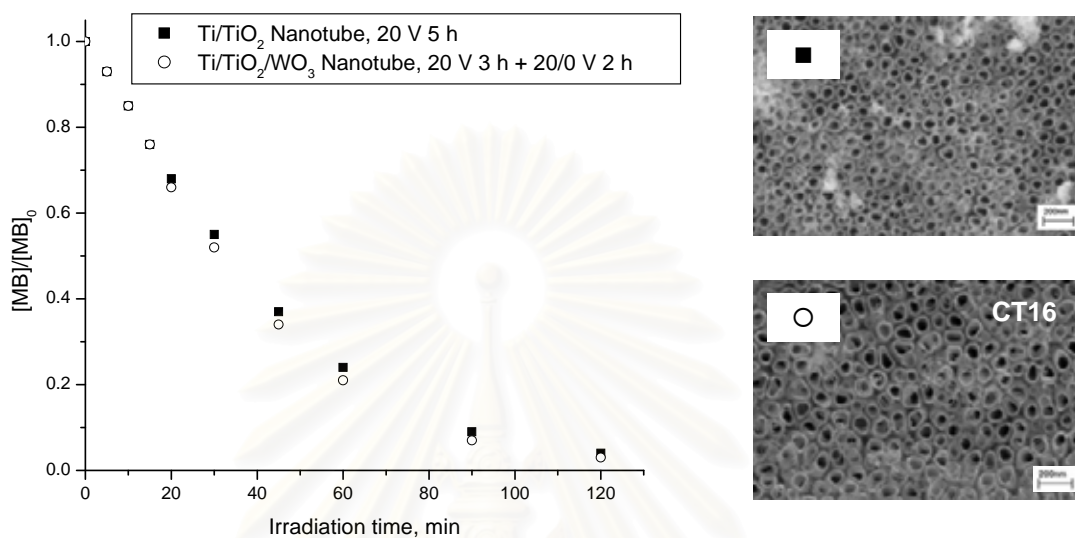 Ti/TiO₂ Nanotube, 20 V 5 h
Ti/TiO₂/WO₃ Nanotube, 20 V 3 h + 20/0 V 2 h
1.0
0.8
0.6
0.4
0.2
0.0
[MB]/[MB]₀
0 20 40 60 80 100 120
Irradiation time, min
200nm
CT16
200nm